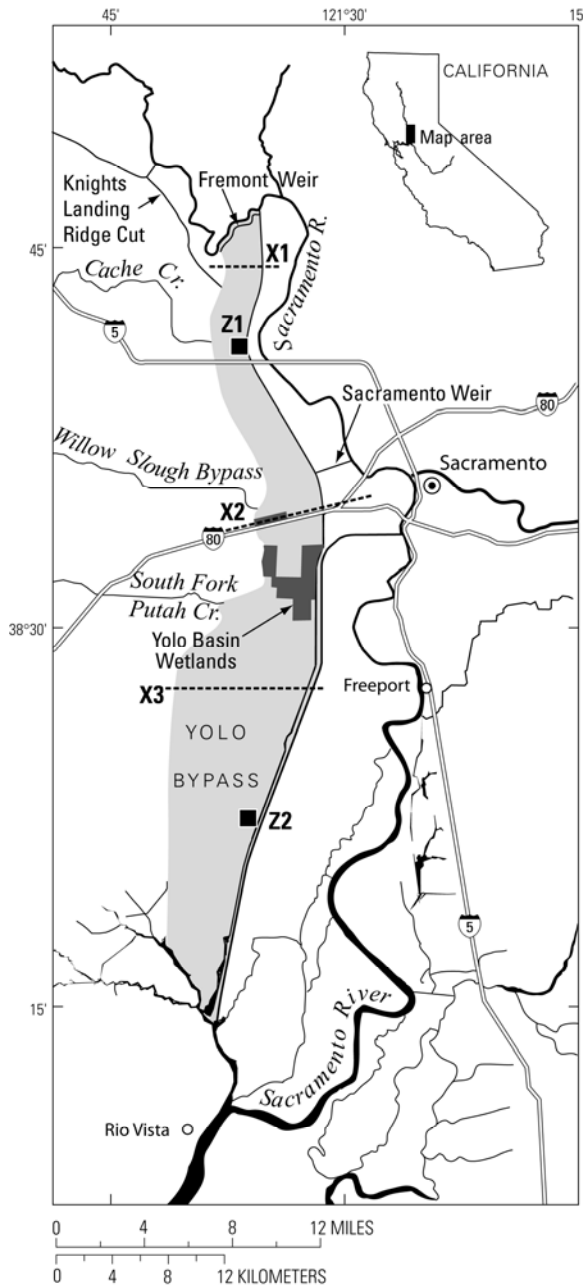 45'
121°30'
15
CALIFORNIA
Map area
Knights
Landing
Ridge Cut
Fremont Weir
45'
X1
Cache Cr.
Sacramento R.
5
Z1
Sacramento Weir
80
Willow Slough Bypass
Sacramento
X2
80
South Fork
Putah Cr.
38°30'
Yolo Basin
Wetlands
X3
Freeport
YOLO
BYPASS
Z2
5
15'
Sacramento River
Rio Vista
0 4 8 12 MILES
0 4 8 12 KILOMETERS